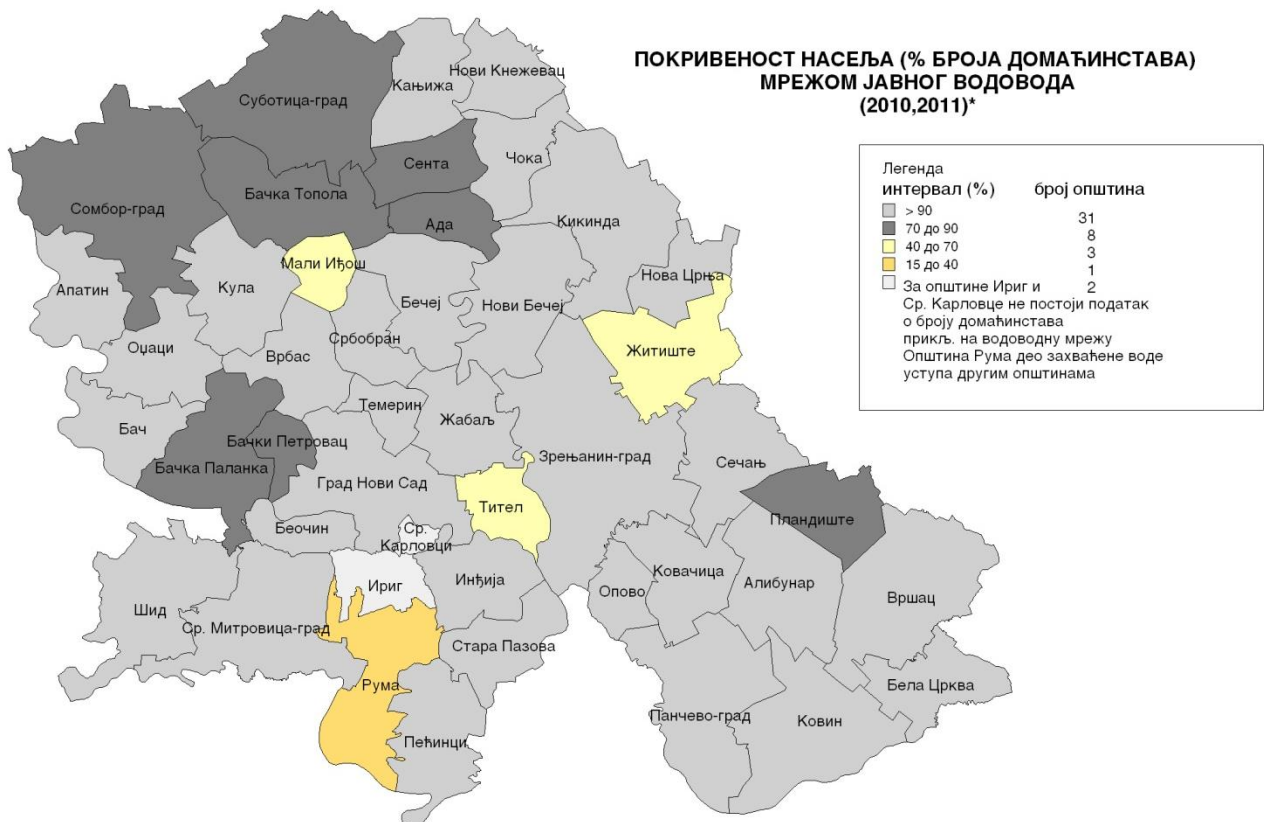 ПОКРИВЕНОСТ НАСЕЉА (% БРОЈА ДОМАЋИНСТАВА)
МРЕЖОМ ЈАВНОГ ВОДОВОДА
(2010,2011)*
Легенда
интервал (%) број општина
> 90 31
70 до 90 8
40 до 70 3
15 до 40 1
За општине Ириг и 2
Ср. Карловце не постоји податак
о броју домаћинстава
прикљ. на водоводну мрежу
Општина Рума део захваћене воде
уступа другим општинама
Нови Кнежевац
Кањижа
Суботица-град
Сента
Чока
Бачка Топола
Сомбор-град
Ада
Кикинда
Мали Иђош
Нова Црња
Апатин
Кула
Бечеј
Нови Бечеј
Србобран
Оџаци
Врбас
Житиште
Темерин
Жабаљ
Бач
Бачки Петровац
Бачка Паланка
Зрењанин-град
Сечањ
Град Нови Сад
Тител
Пландиште
Беочин
Ср.
Карловци
Ириг
Инђија
Опово
Ковачица
Алибунар
Вршац
Шид
Ср. Митровица-град
Стара Пазова
Рума
Бела Црква
Панчево-град
Ковин
Пећинци